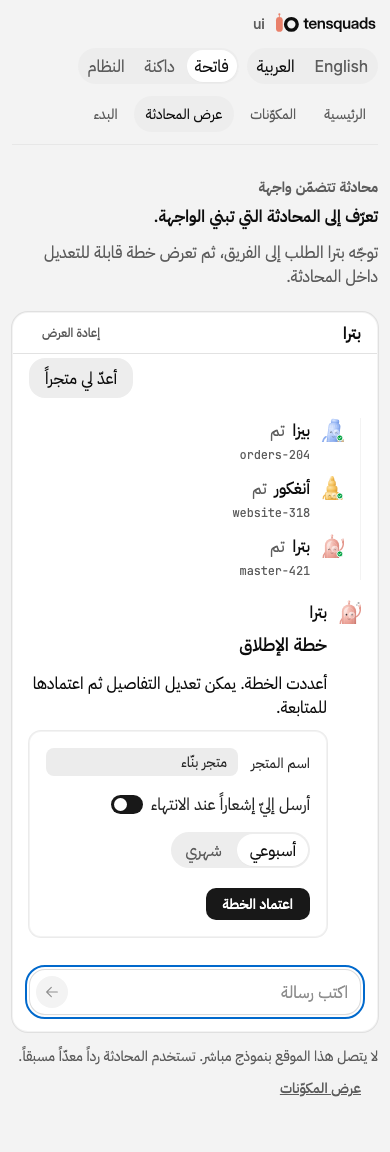 tensquads ui
English العربية فاتحة داكنة النظام
الرئيسية المكوّنات عرض المحادثة البدء
محادثة تتضمّن واجهة
تعرّف إلى المحادثة التي تبني الواجهة.
توجّه بترا الطلب إلى الفريق، ثم تعرض خطة قابلة للتعديل
داخل المحادثة.
بترا إعادة العرض
أعدّ لي متجراً
بيزا تم
orders-204
أنغكور تم
website-318
بترا تم
master-421
بترا
خطة الإطلاق
أعددت الخطة. يمكن تعديل التفاصيل ثم اعتمادها
للمتابعة.
اسم المتجر متجر بنّاء
أرسل إليّ إشعاراً عند الانتهاء
أسبوعي شهري
اعتماد الخطة
اكتب رسالة
لا يتصل هذا الموقع بنموذج مباشر. تستخدم المحادثة رداً معدّاً مسبقاً.
عرض المكوّنات